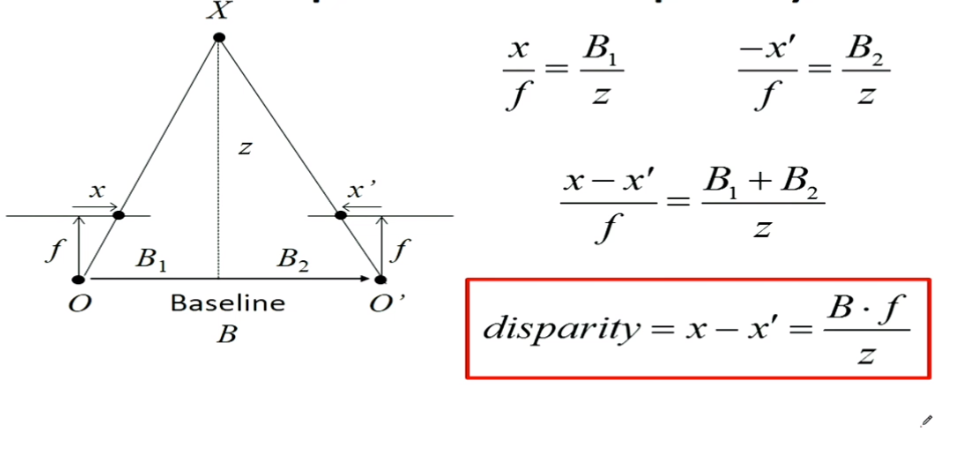 X
x/f = B₁/z
-x'/f = B₂/z
z
x
x'
(x - x')/f = (B₁ + B₂)/z
f
B₁
B₂
f
O
Baseline
O'
B
disparity = x - x' = B · f/z